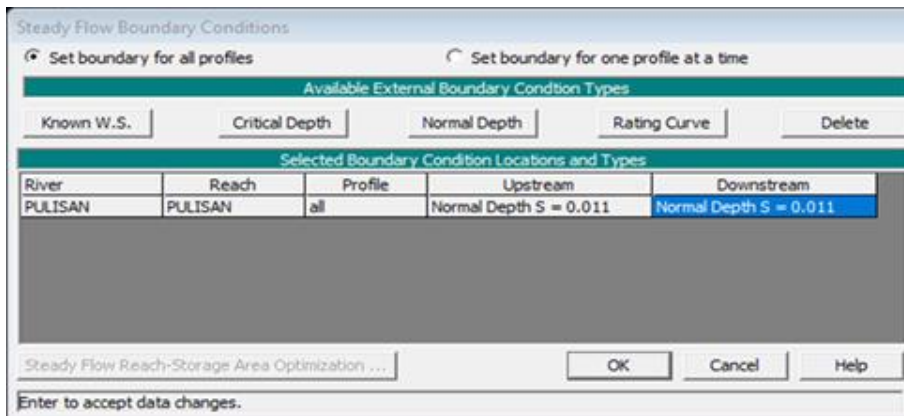 Steady Flow Boundary Conditions
Set boundary for all profiles Set boundary for one profile at a time
Available External Boundary Condtion Types
Known W.S. Critical Depth Normal Depth Rating Curve Delete
Selected Boundary Condition Locations and Types
River Reach Profile Upstream Downstream
PULISAN PULISAN all Normal Depth S = 0.011 Normal Depth S = 0.011
Steady Flow Reach-Storage Area Optimization ... OK Cancel Help
Enter to accept data changes.